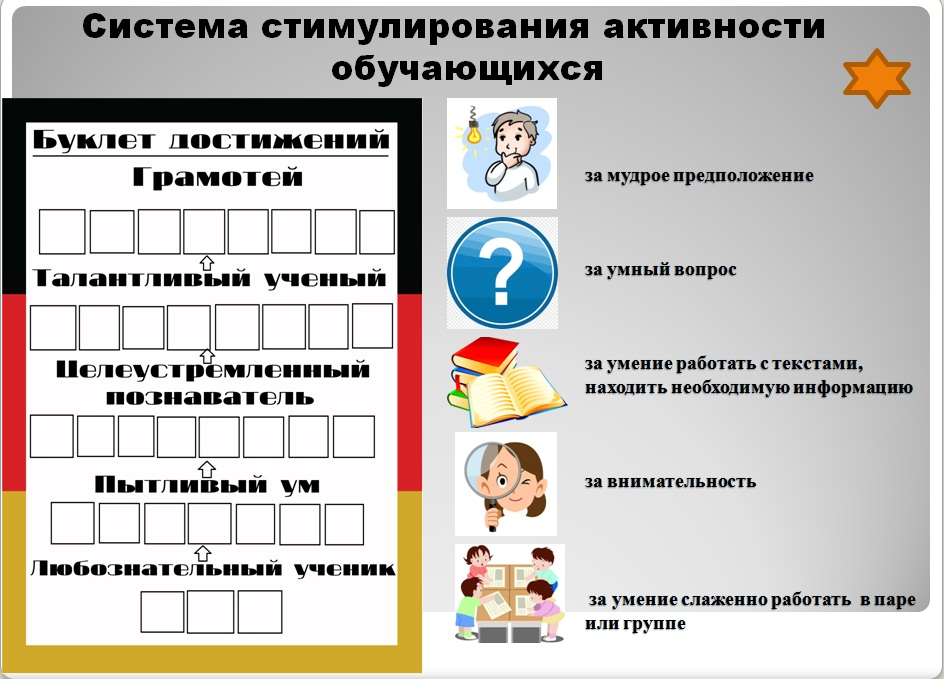 Система стимулирования активности
обучающихся
Буклет достижений
Грамотей
Талантливый ученый
Целеустремленный
познаватель
Пытливый ум
Любознательный ученик
за мудрое предположение
?
за умный вопрос
за умение работать с текстами,
находить необходимую информацию
за внимательность
за умение слаженно работать в паре
или группе